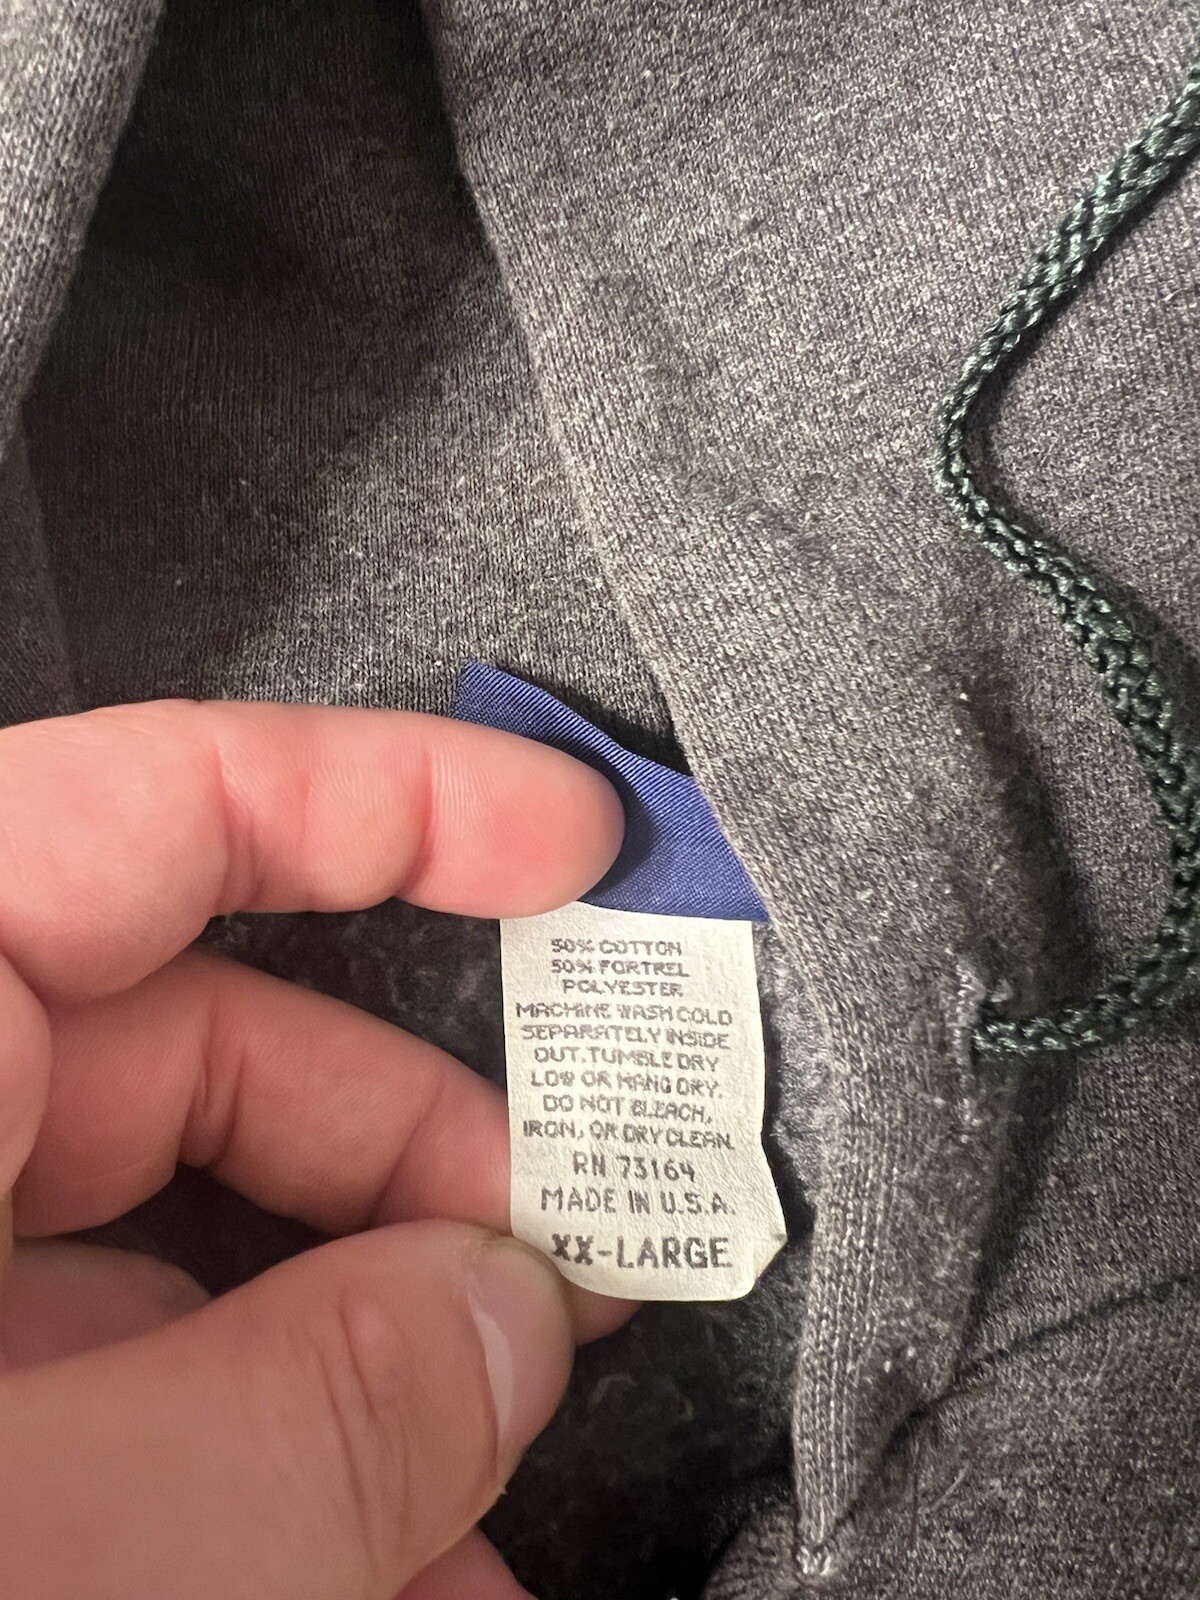 50% COTTON
50% FORTREL
POLYESTER
MACHINE WASH COLD
SEPARATELY INSIDE
OUT. TUMBLE DRY
LOW OR HANG DRY.
DO NOT BLEACH,
IRON, OR DRY CLEAN.
RN 73164
MADE IN U.S.A.
XX-LARGE